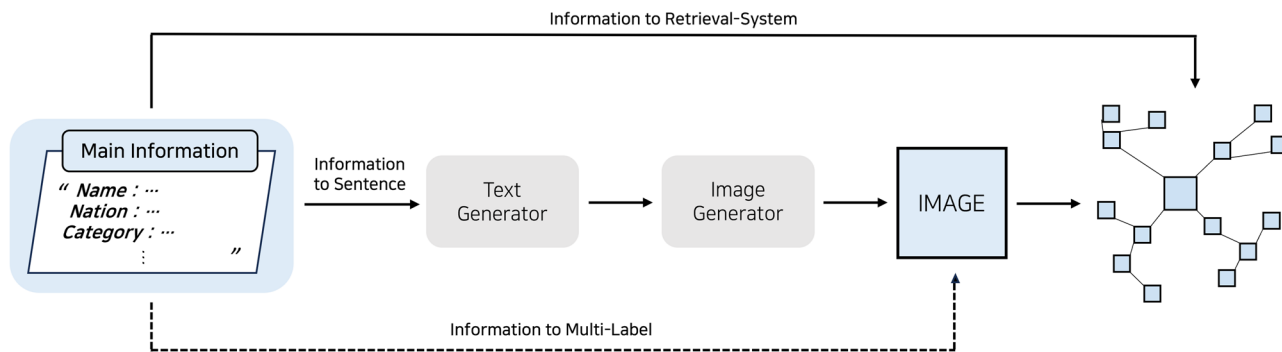 Information to Retrieval-System
Main Information
“ Name : ···
Nation : ···
Category : ···
⋮
”
Information
to Sentence
Text
Generator
Image
Generator
IMAGE
Information to Multi-Label